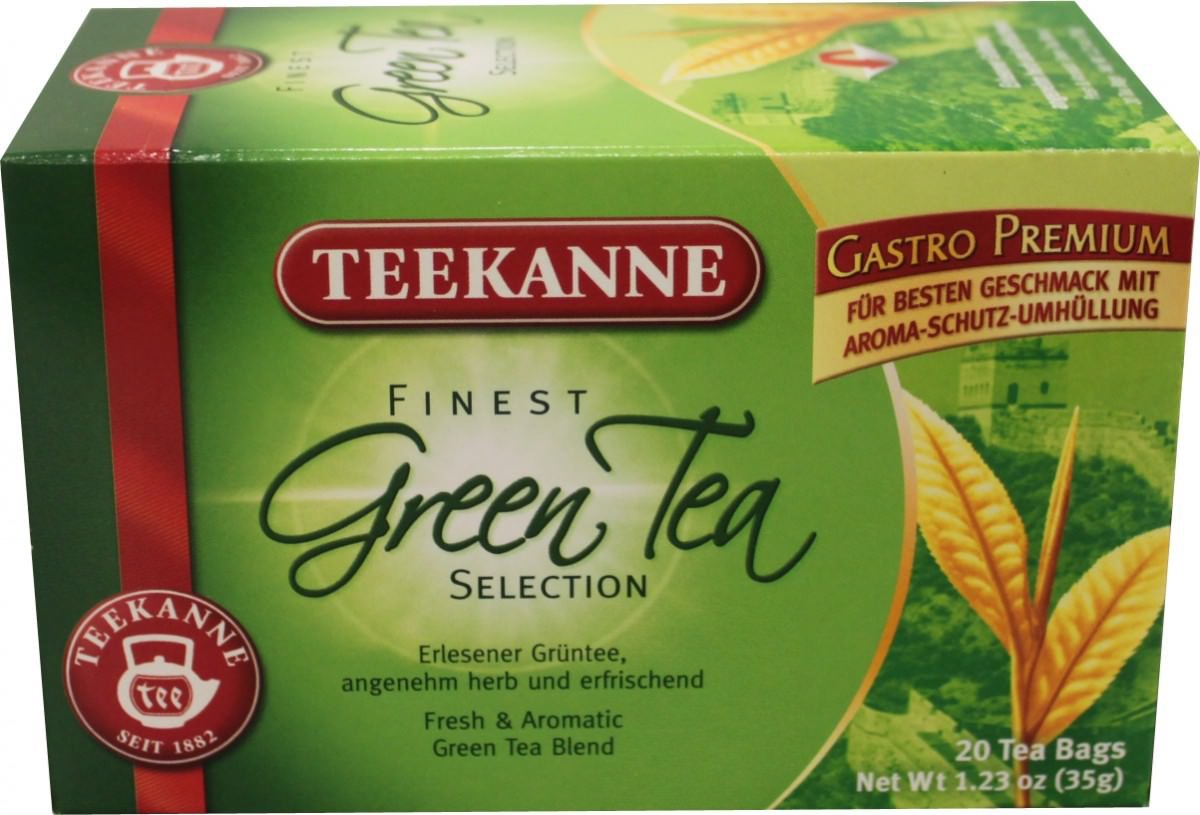 TEEKANNE
FINEST
Green Tea
SELECTION
TEEKANNE
FINEST
Green Tea
SELECTION
Erlesener Grüntee,
angenehm herb und erfrischend
Fresh & Aromatic
Green Tea Blend
GASTRO PREMIUM
FÜR BESTEN GESCHMACK MIT
AROMA-SCHUTZ-UMHÜLLUNG
TEEKANNE
tee
SEIT 1882
20 Tea Bags
Net Wt 1.23 oz (35g)